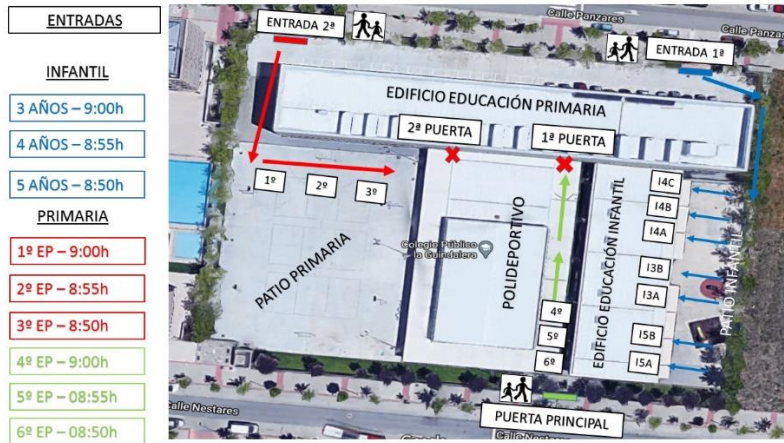 ENTRADAS
INFANTIL
3 AÑOS – 9:00h
4 AÑOS – 8:55h
5 AÑOS – 8:50h
PRIMARIA
1º EP – 9:00h
2º EP – 8:55h
3º EP – 8:50h
4º EP – 9:00h
5º EP – 08:55h
6º EP – 08:50h
ENTRADA 2ª
Calle Panzares
Calle Panzares
ENTRADA 1ª
EDIFICIO EDUCACIÓN PRIMARIA
2ª PUERTA
1ª PUERTA
1º
2º
3º
PATIO PRIMARIA
Colegio Público
la Guindalera
POLIDEPORTIVO
4º
5º
6º
EDIFICIO EDUCACIÓN INFANTIL
I4C
I4B
I4A
I3B
I3A
I5B
I5A
PATIO INFANTIL
Calle Nestares
PUERTA PRINCIPAL
Calle Nestares